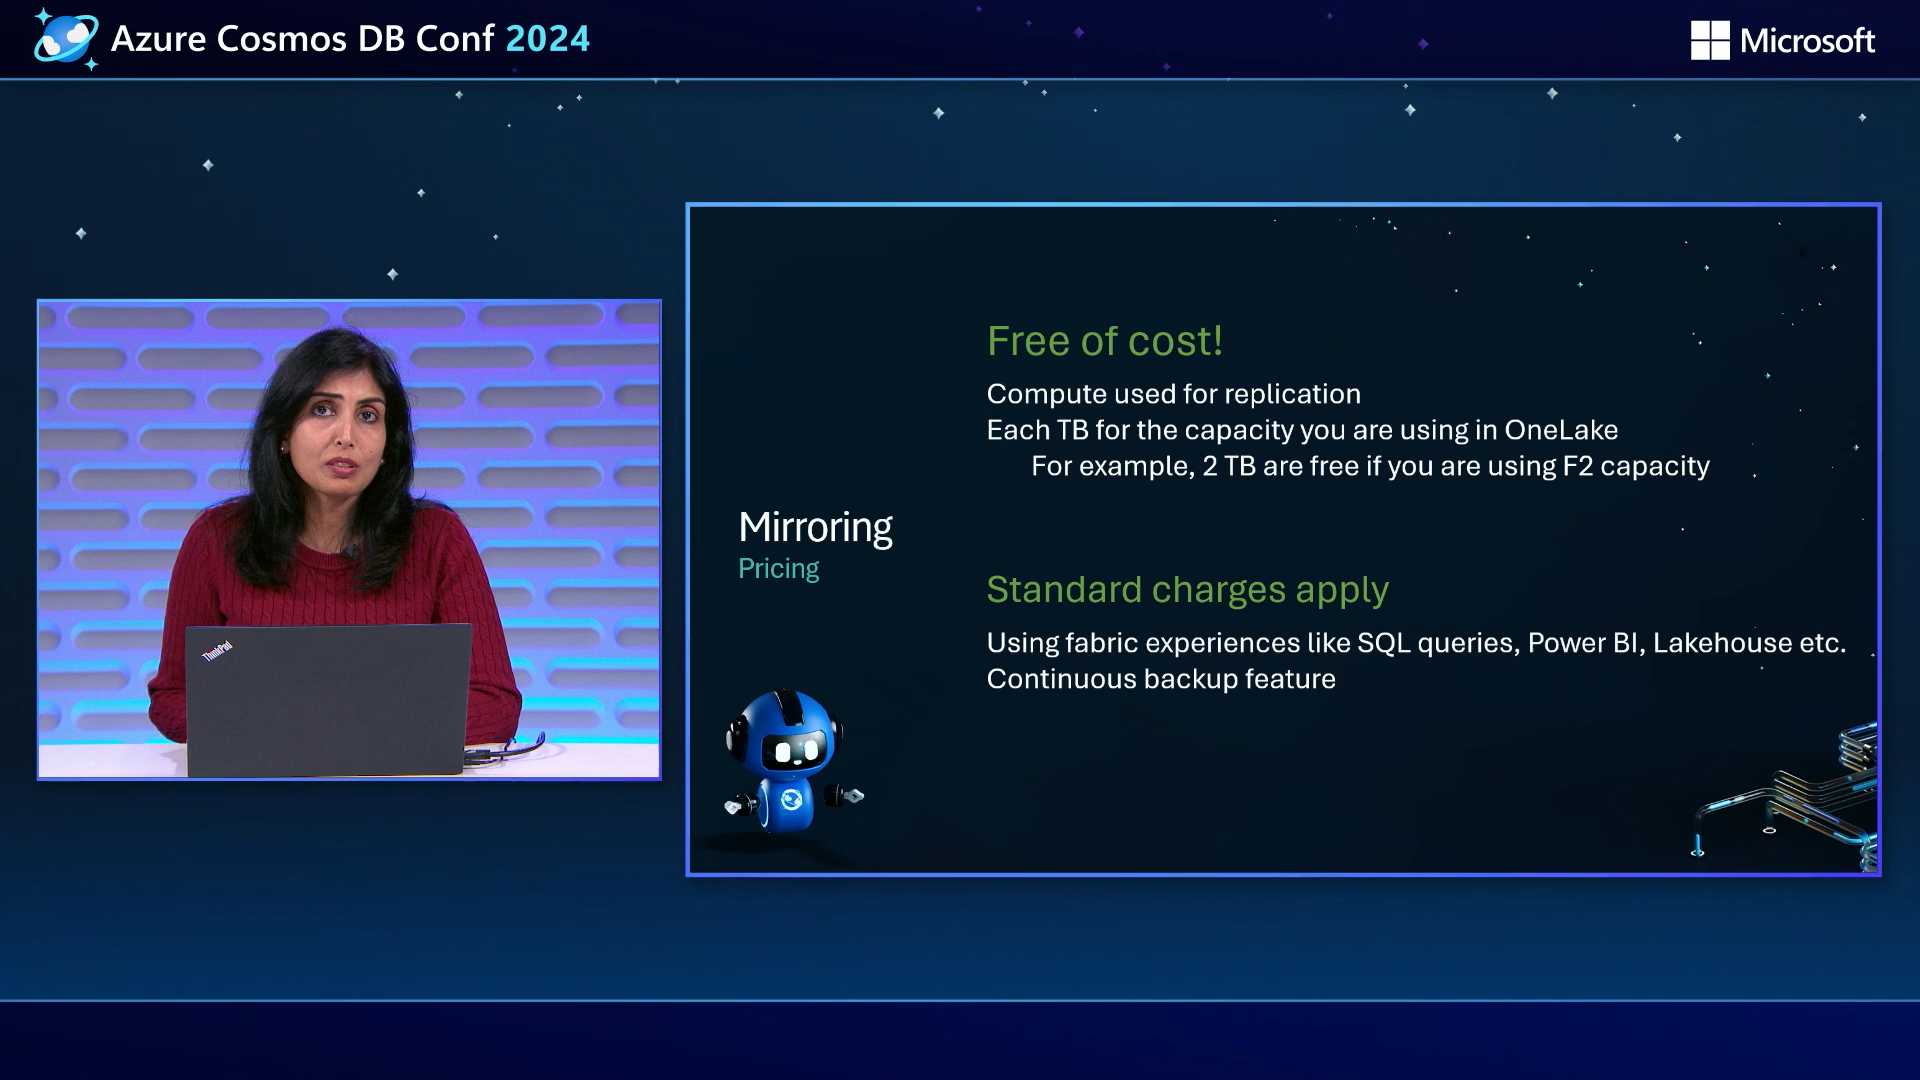 Azure Cosmos DB Conf 2024
Microsoft
Free of cost!
Compute used for replication
Each TB for the capacity you are using in OneLake
For example, 2 TB are free if you are using F2 capacity
Mirroring
Pricing
Standard charges apply
Using fabric experiences like SQL queries, Power BI, Lakehouse etc.
Continuous backup feature
ThinkPad